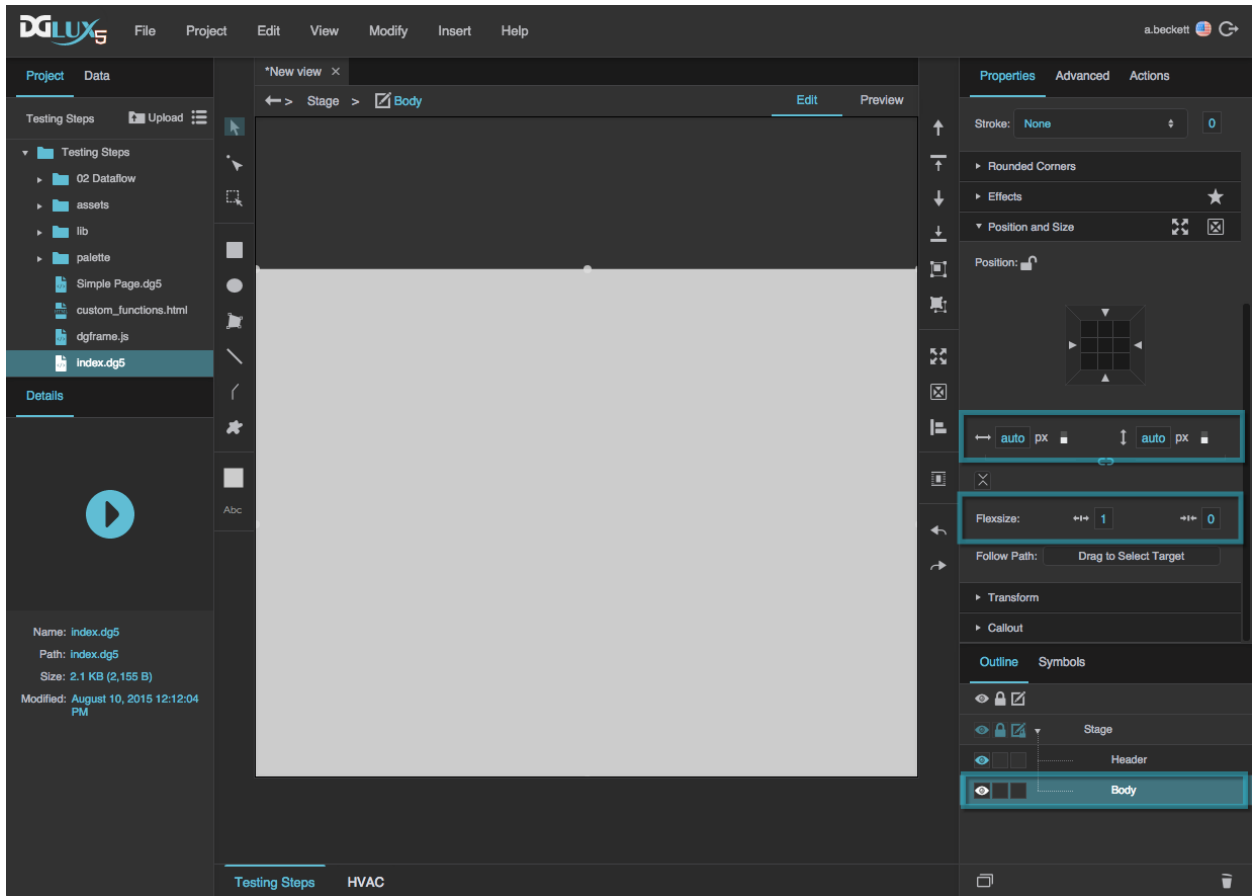 DGLUX5 File Project Edit View Modify Insert Help a.beckett
Project Data
Testing Steps Upload
Testing Steps
02 Dataflow
assets
lib
palette
Simple Page.dg5
custom_functions.html
dgframe.js
index.dg5
Details
Name: index.dg5
Path: index.dg5
Size: 2.1 KB (2,155 B)
Modified: August 10, 2015 12:12:04
PM
*New view ×
> Stage > Body Edit Preview
Abc
Testing Steps HVAC
Properties Advanced Actions
Stroke: None 0
Rounded Corners
Effects
Position and Size
Position:
auto px auto px
Flexsize: 1 0
Follow Path: Drag to Select Target
Transform
Callout
Outline Symbols
Stage
Header
Body